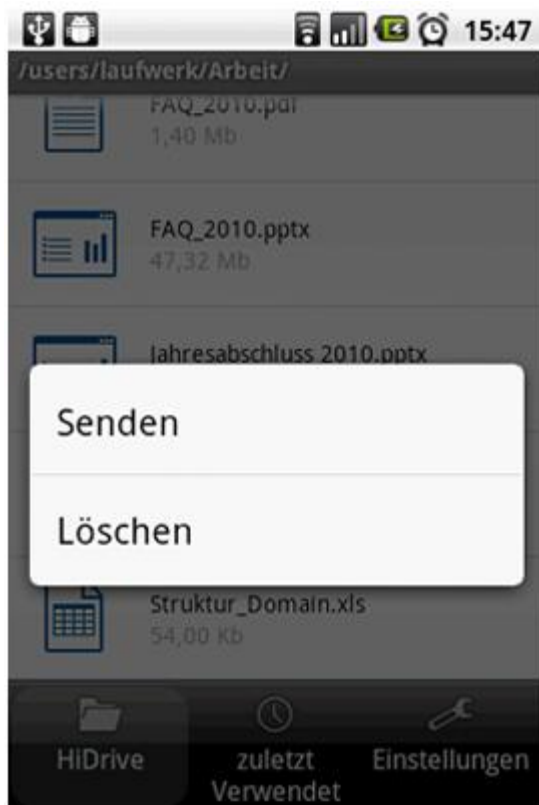 15:47
/users/laufwerk/Arbeit/
FAQ_2010.pdf
1,40 Mb
FAQ_2010.pptx
47,32 Mb
Jahresabschluss 2010.pptx
Senden
Löschen
Struktur_Domain.xls
54,00 Kb
HiDrive
zuletzt
Verwendet
Einstellungen